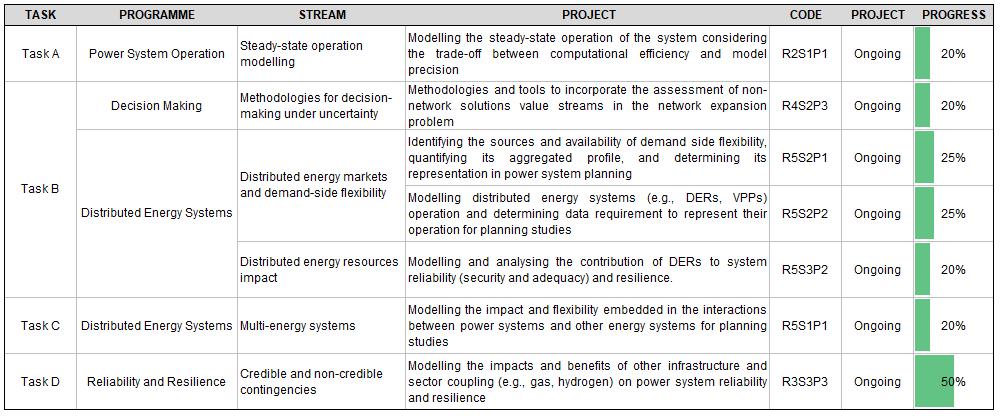 TASK PROGRAMME STREAM PROJECT CODE PROJECT PROGRESS
Task A
Power System Operation
Steady-state operation
modelling
Modelling the steady-state operation of the system considering
the trade-off between computational efficiency and model
precision
R2S1P1
Ongoing
20%
Task B
Decision Making
Methodologies for decision-
making under uncertainty
Methodologies and tools to incorporate the assessment of non-
network solutions value streams in the network expansion
problem
R4S2P3
Ongoing
20%
Distributed Energy Systems
Distributed energy markets
and demand-side flexibility
Identifying the sources and availability of demand side flexibility,
quantifying its aggregated profile, and determining its
representation in power system planning
R5S2P1
Ongoing
25%
Modelling distributed energy systems (e.g., DERs, VPPs)
operation and determining data requirement to represent their
operation for planning studies
R5S2P2
Ongoing
25%
Distributed energy resources
impact
Modelling and analysing the contribution of DERs to system
reliability (security and adequacy) and resilience.
R5S3P2
Ongoing
20%
Task C
Distributed Energy Systems
Multi-energy systems
Modelling the impact and flexibility embedded in the interactions
between power systems and other energy systems for planning
studies
R5S1P1
Ongoing
20%
Task D
Reliability and Resilience
Credible and non-credible
contingencies
Modelling the impacts and benefits of other infrastructure and
sector coupling (e.g., gas, hydrogen) on power system reliability
and resilience
R3S3P3
Ongoing
50%